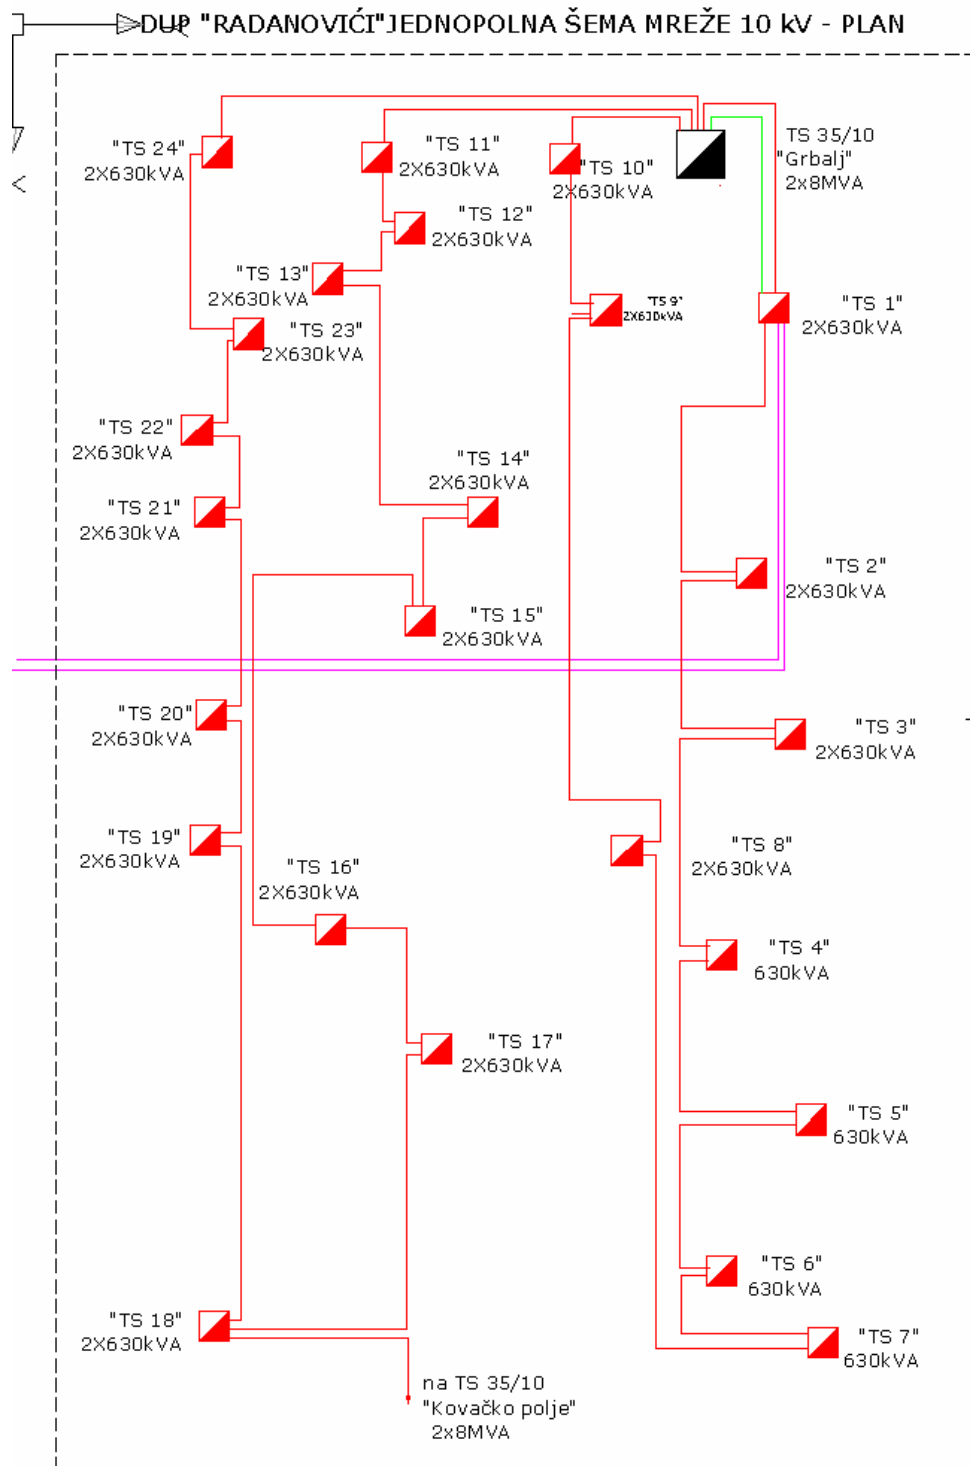 DUP "RADANOVIĆI"JEDNOPOLNA ŠEMA MREŽE 10 kV - PLAN
"TS 24"
2X630kVA
"TS 11"
2X630kVA
"TS 10"
2X630kVA
TS 35/10
"Grbalj"
2x8MVA
"TS 12"
2X630kVA
"TS 13"
2X630kVA
"TS 23"
2X630kVA
"TS 9"
2X630kVA
"TS 1"
2X630kVA
"TS 22"
2X630kVA
"TS 14"
2X630kVA
"TS 21"
2X630kVA
"TS 2"
2X630kVA
"TS 15"
2X630kVA
"TS 20"
2X630kVA
"TS 3"
2X630kVA
"TS 19"
2X630kVA
"TS 16"
2X630kVA
"TS 8"
2X630kVA
"TS 4"
630kVA
"TS 17"
2X630kVA
"TS 5"
630kVA
"TS 6"
630kVA
"TS 18"
2X630kVA
"TS 7"
630kVA
na TS 35/10
"Kovačko polje"
2x8MVA